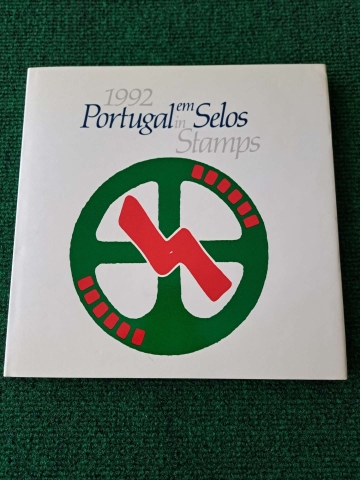 1992
Portugal em Selos
in
Stamps